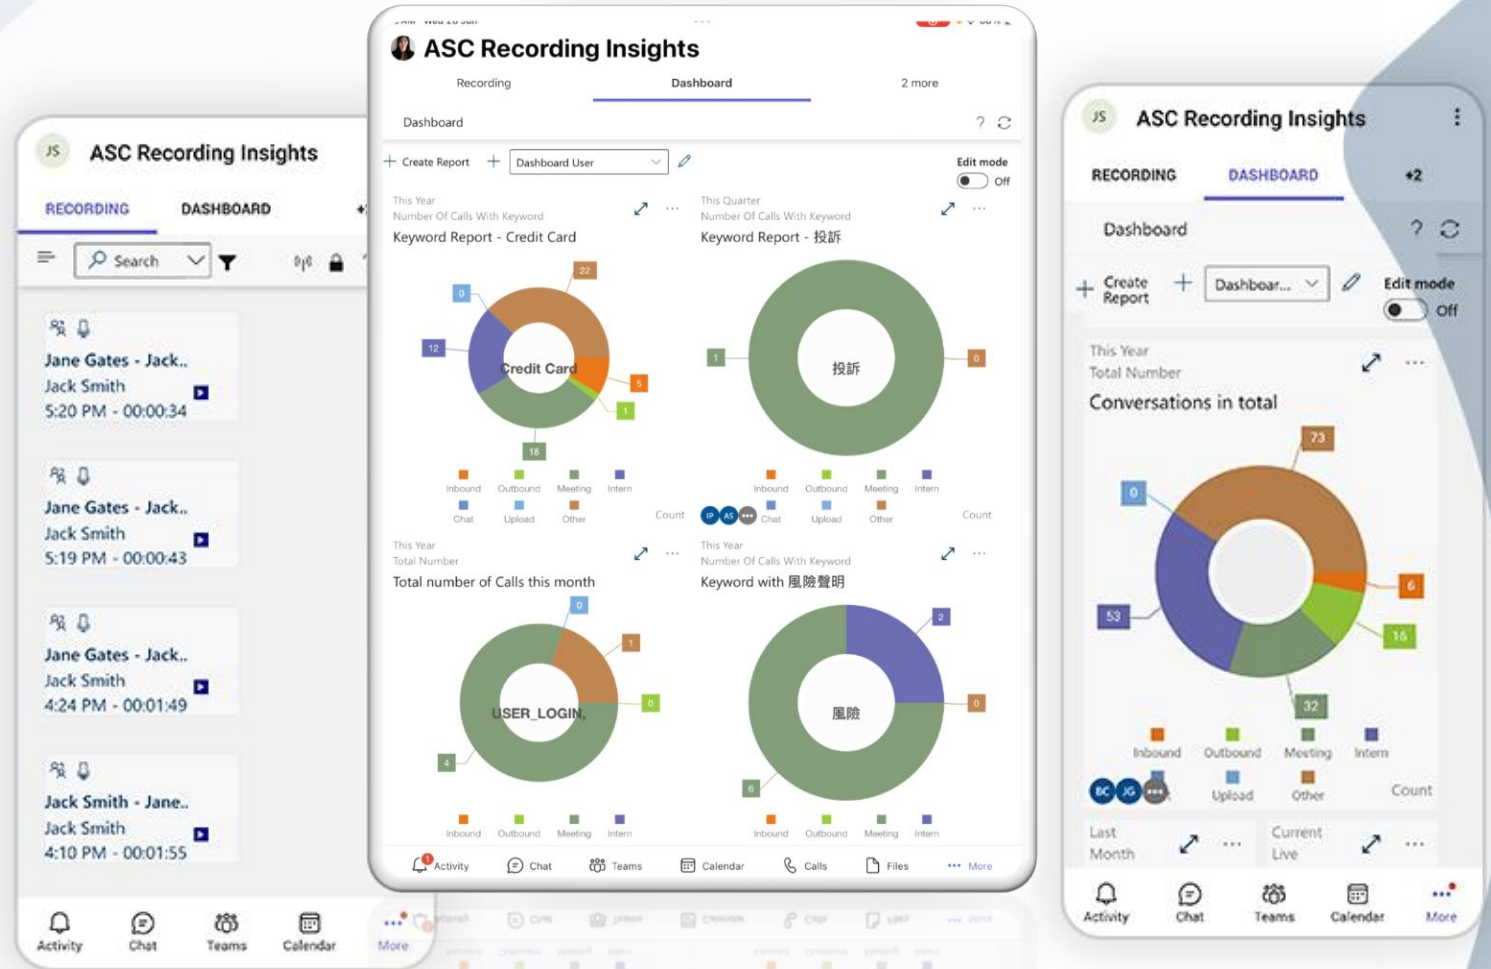 JS
ASC Recording Insights
RECORDING
DASHBOARD
Search
Jane Gates - Jack..
Jack Smith
5:20 PM - 00:00:34
Jane Gates - Jack..
Jack Smith
5:19 PM - 00:00:43
Jane Gates - Jack..
Jack Smith
4:24 PM - 00:01:49
Jack Smith - Jane..
Jack Smith
4:10 PM - 00:01:55
Activity
Chat
Teams
Calendar
More
ASC Recording Insights
Recording
Dashboard
2 more
Dashboard
?
Create Report
Dashboard User
Edit mode
Off
This Year
Number Of Calls With Keyword
Keyword Report - Credit Card
22
0
12
Credit Card
5
1
18
Inbound Outbound Meeting Intern
Chat Upload Other
Count
This Quarter
Number Of Calls With Keyword
Keyword Report - 投訴
1
投訴
0
Inbound Outbound Meeting Intern
IP AS Chat Upload Other
Count
This Year
Total Number
Total number of Calls this month
0
1
USER_LOGIN,
0
4
Inbound Outbound Meeting Intern
This Year
Number Of Calls With Keyword
Keyword with 風險聲明
2
風險
0
6
Inbound Outbound Meeting Intern
1
Activity
Chat
Teams
Calendar
Calls
Files
More
JS
ASC Recording Insights
RECORDING
DASHBOARD
+2
Dashboard
?
Create
Report
Dashboar...
Edit mode
Off
This Year
Total Number
Conversations in total
73
0
6
53
16
32
Inbound Outbound Meeting Intern
BC JG Upload Other
Count
Last
Month
Current
Live
Activity
Chat
Teams
Calendar
More